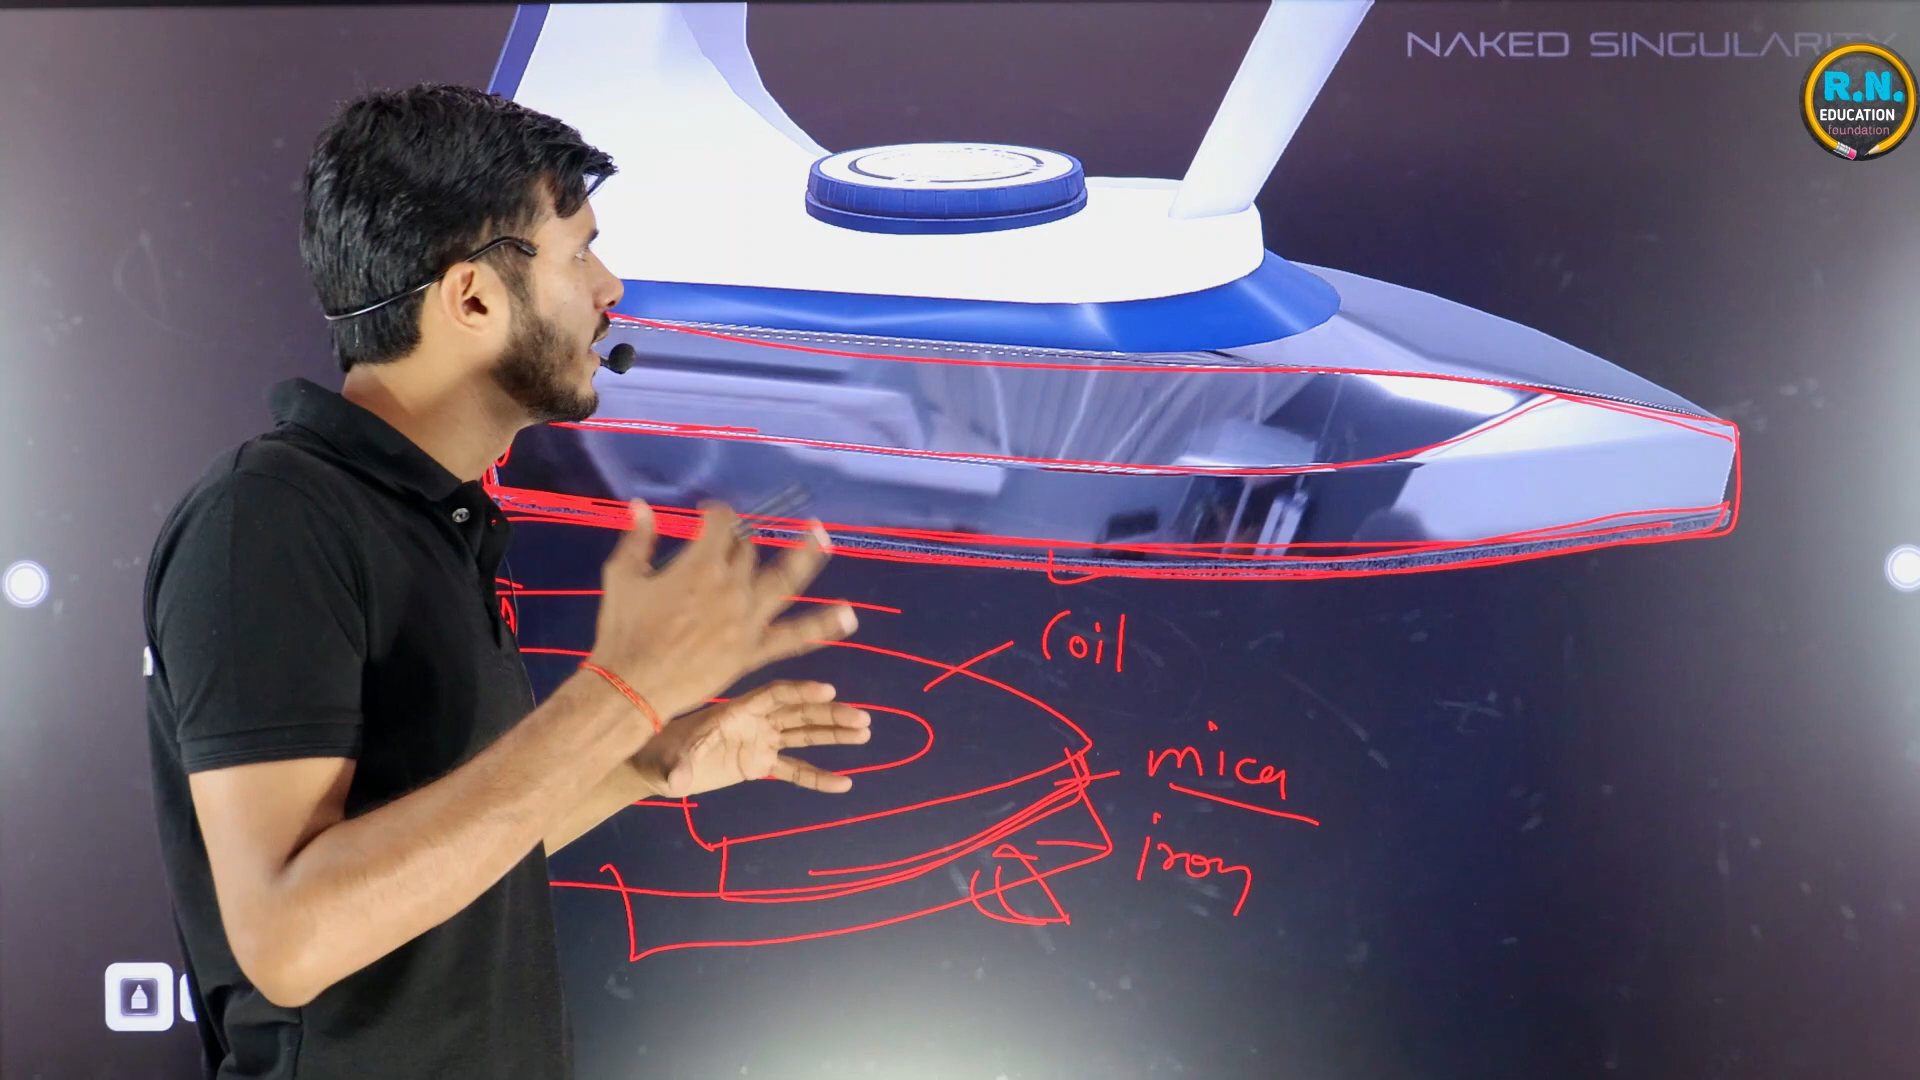 NAKED SINGULARITY
R.N.
EDUCATION
foundation
Coil
mica
iron